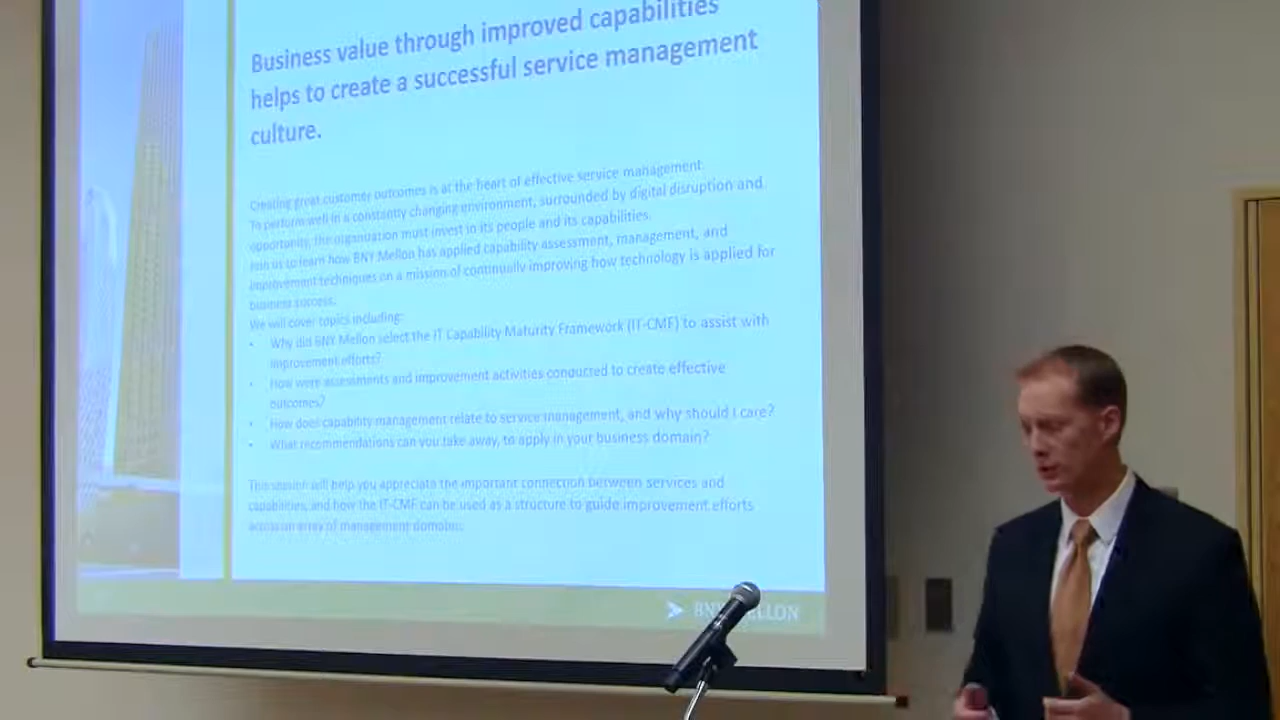 Business value through improved capabilities
helps to create a successful service management
culture.
Creating great customer outcomes is at the heart of effective service management.
To perform well in a constantly changing environment, surrounded by digital disruption and
opportunity, the organization must invest in its people and its capabilities.
Join us to learn how BNY Mellon has applied capability assessment, management, and
improvement techniques on a mission of continually improving how technology is applied for
business success.
We will cover topics including:
• Why did BNY Mellon select the IT Capability Maturity Framework (IT-CMF) to assist with
improvement efforts?
• How were assessments and improvement activities conducted to create effective
outcomes?
• How does capability management relate to service management, and why should I care?
• What recommendations can you take away, to apply in your business domain?
This session will help you appreciate the important connection between services and
capabilities, and how the IT-CMF can be used as a structure to guide improvement efforts
across an array of management domains.
BNY MELLON